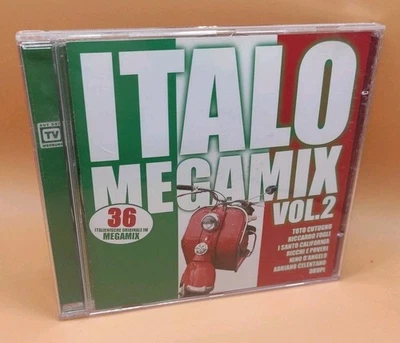 ITALO
MEGAMIX
VOL.2
TV
36
ITALIENISCHE ORIGINALE IM
MEGAMIX
TOTO CUTUGNO
RICCARDO FOGLI
I SANTO CALIFORNIA
RICCHI E POVERI
NINO D'ANGELO
ADRIANO CELENTANO
DRUPI